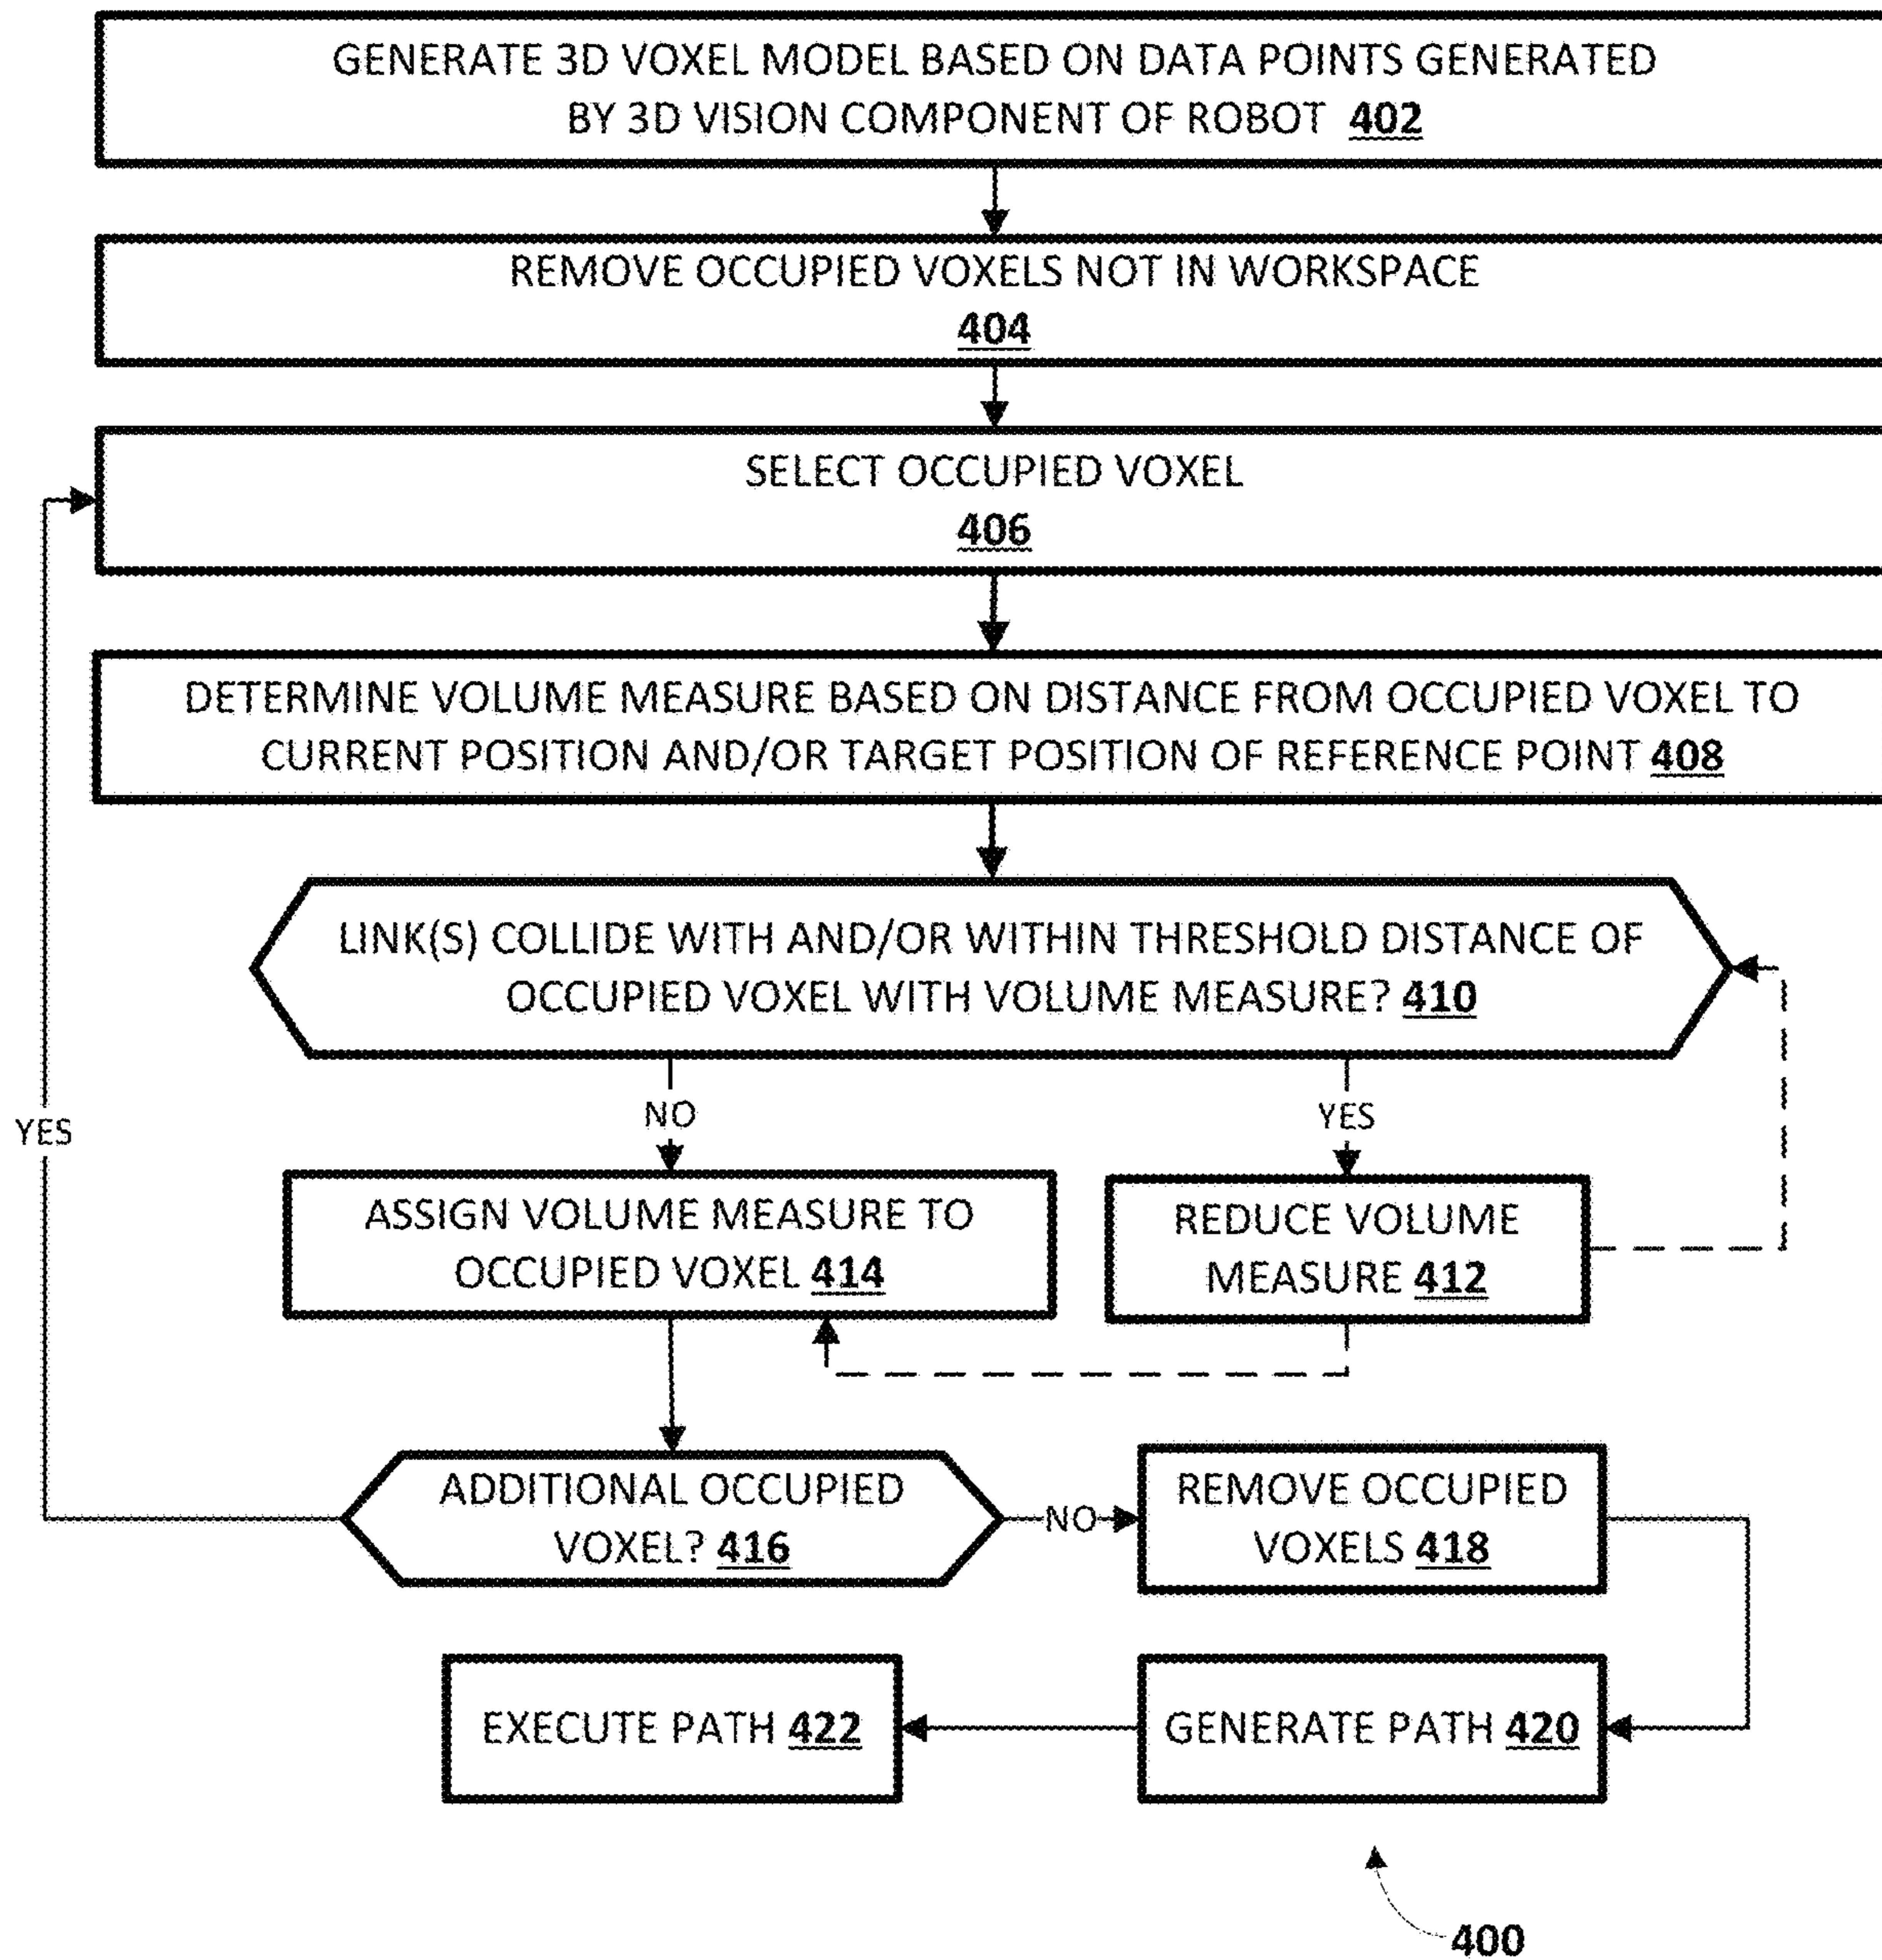 GENERATE 3D VOXEL MODEL BASED ON DATA POINTS GENERATED
BY 3D VISION COMPONENT OF ROBOT 402
REMOVE OCCUPIED VOXELS NOT IN WORKSPACE
404
SELECT OCCUPIED VOXEL
406
DETERMINE VOLUME MEASURE BASED ON DISTANCE FROM OCCUPIED VOXEL TO
CURRENT POSITION AND/OR TARGET POSITION OF REFERENCE POINT 408
LINK(S) COLLIDE WITH AND/OR WITHIN THRESHOLD DISTANCE OF
OCCUPIED VOXEL WITH VOLUME MEASURE? 410
NO
YES
YES
ASSIGN VOLUME MEASURE TO
OCCUPIED VOXEL 414
REDUCE VOLUME
MEASURE 412
ADDITIONAL OCCUPIED
VOXEL? 416
NO
REMOVE OCCUPIED
VOXELS 418
EXECUTE PATH 422
GENERATE PATH 420
400